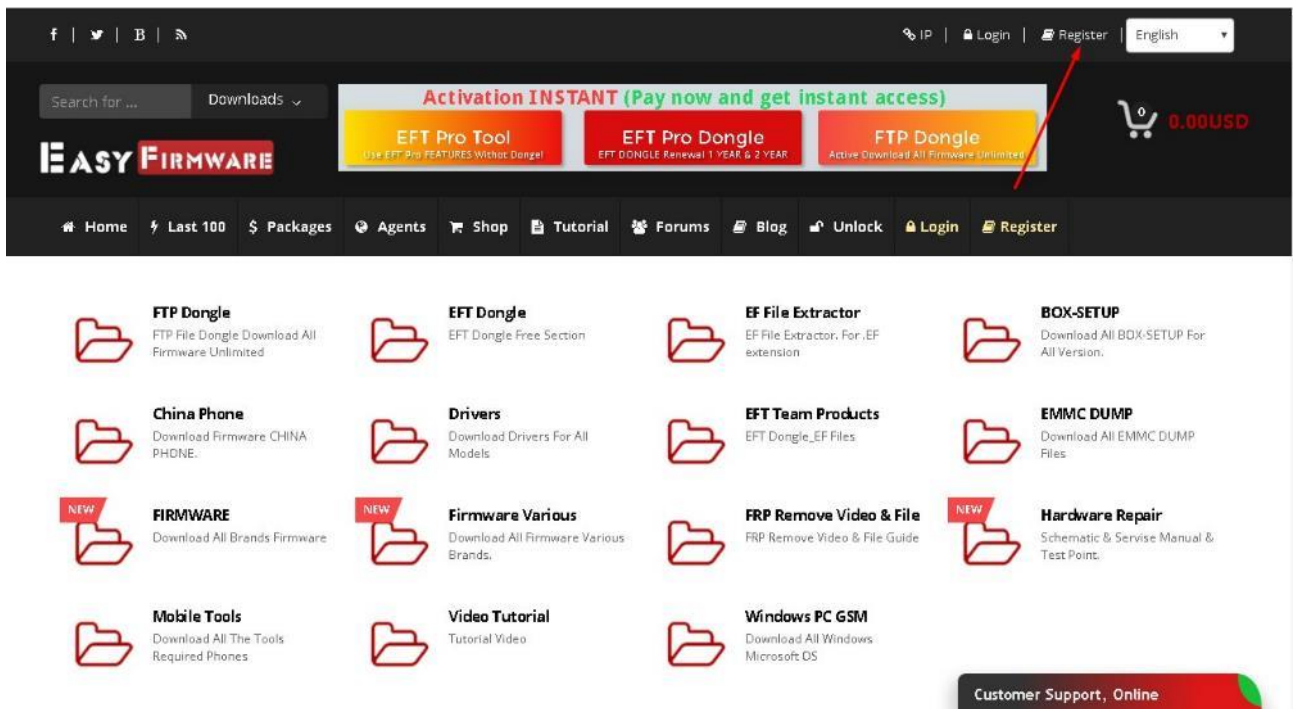 f | B |
IP | Login | Register | English
Search for ...
Downloads
Activation INSTANT (Pay now and get instant access)
EFT Pro Tool
Use EFT Pro FEATURES Withot Dongel
EFT Pro Dongle
EFT DONGLE Renewal 1 YEAR & 2 YEAR
FTP Dongle
Active Download All Firmware Unlimited
0
0.00USD
EASY FIRMWARE
Home
Last 100
$ Packages
Agents
Shop
Tutorial
Forums
Blog
Unlock
Login
Register
FTP Dongle
FTP File Dongle Download All
Firmware Unlimited
EFT Dongle
EFT Dongle Free Section
EF File Extractor
EF File Extractor. For .EF
extension
BOX-SETUP
Download All BOX-SETUP For
All Version.
China Phone
Download Firmware CHINA
PHONE.
Drivers
Download Drivers For All
Models
EFT Team Products
EFT Dongle_EF Files
EMMC DUMP
Download All EMMC DUMP
Files
NEW
FIRMWARE
Download All Brands Firmware
NEW
Firmware Various
Download All Firmware Various
Brands.
FRP Remove Video & File
FRP Remove Video & File Guide
NEW
Hardware Repair
Schematic & Servise Manual &
Test Point.
Mobile Tools
Download All The Tools
Required Phones
Video Tutorial
Tutorial Video
Windows PC GSM
Download All Windows
Microsoft OS
Customer Support, Online